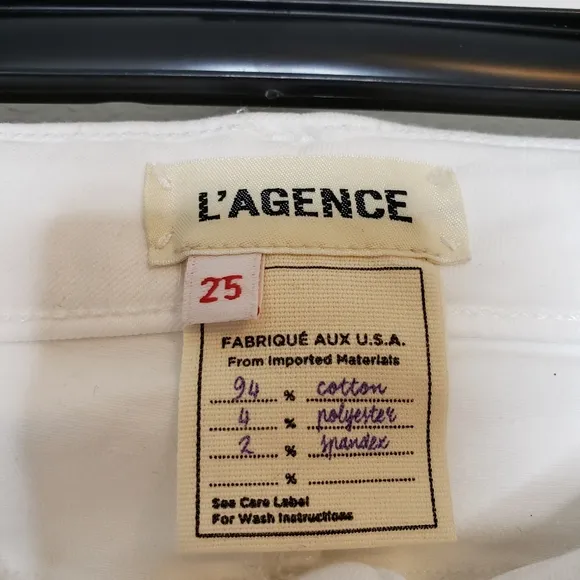 L'AGENCE
25
FABRIQUÉ AUX U.S.A.
From Imported Materials
94 % cotton
4 % polyester
2 % spandex
%
See Care Label
For Wash Instructions